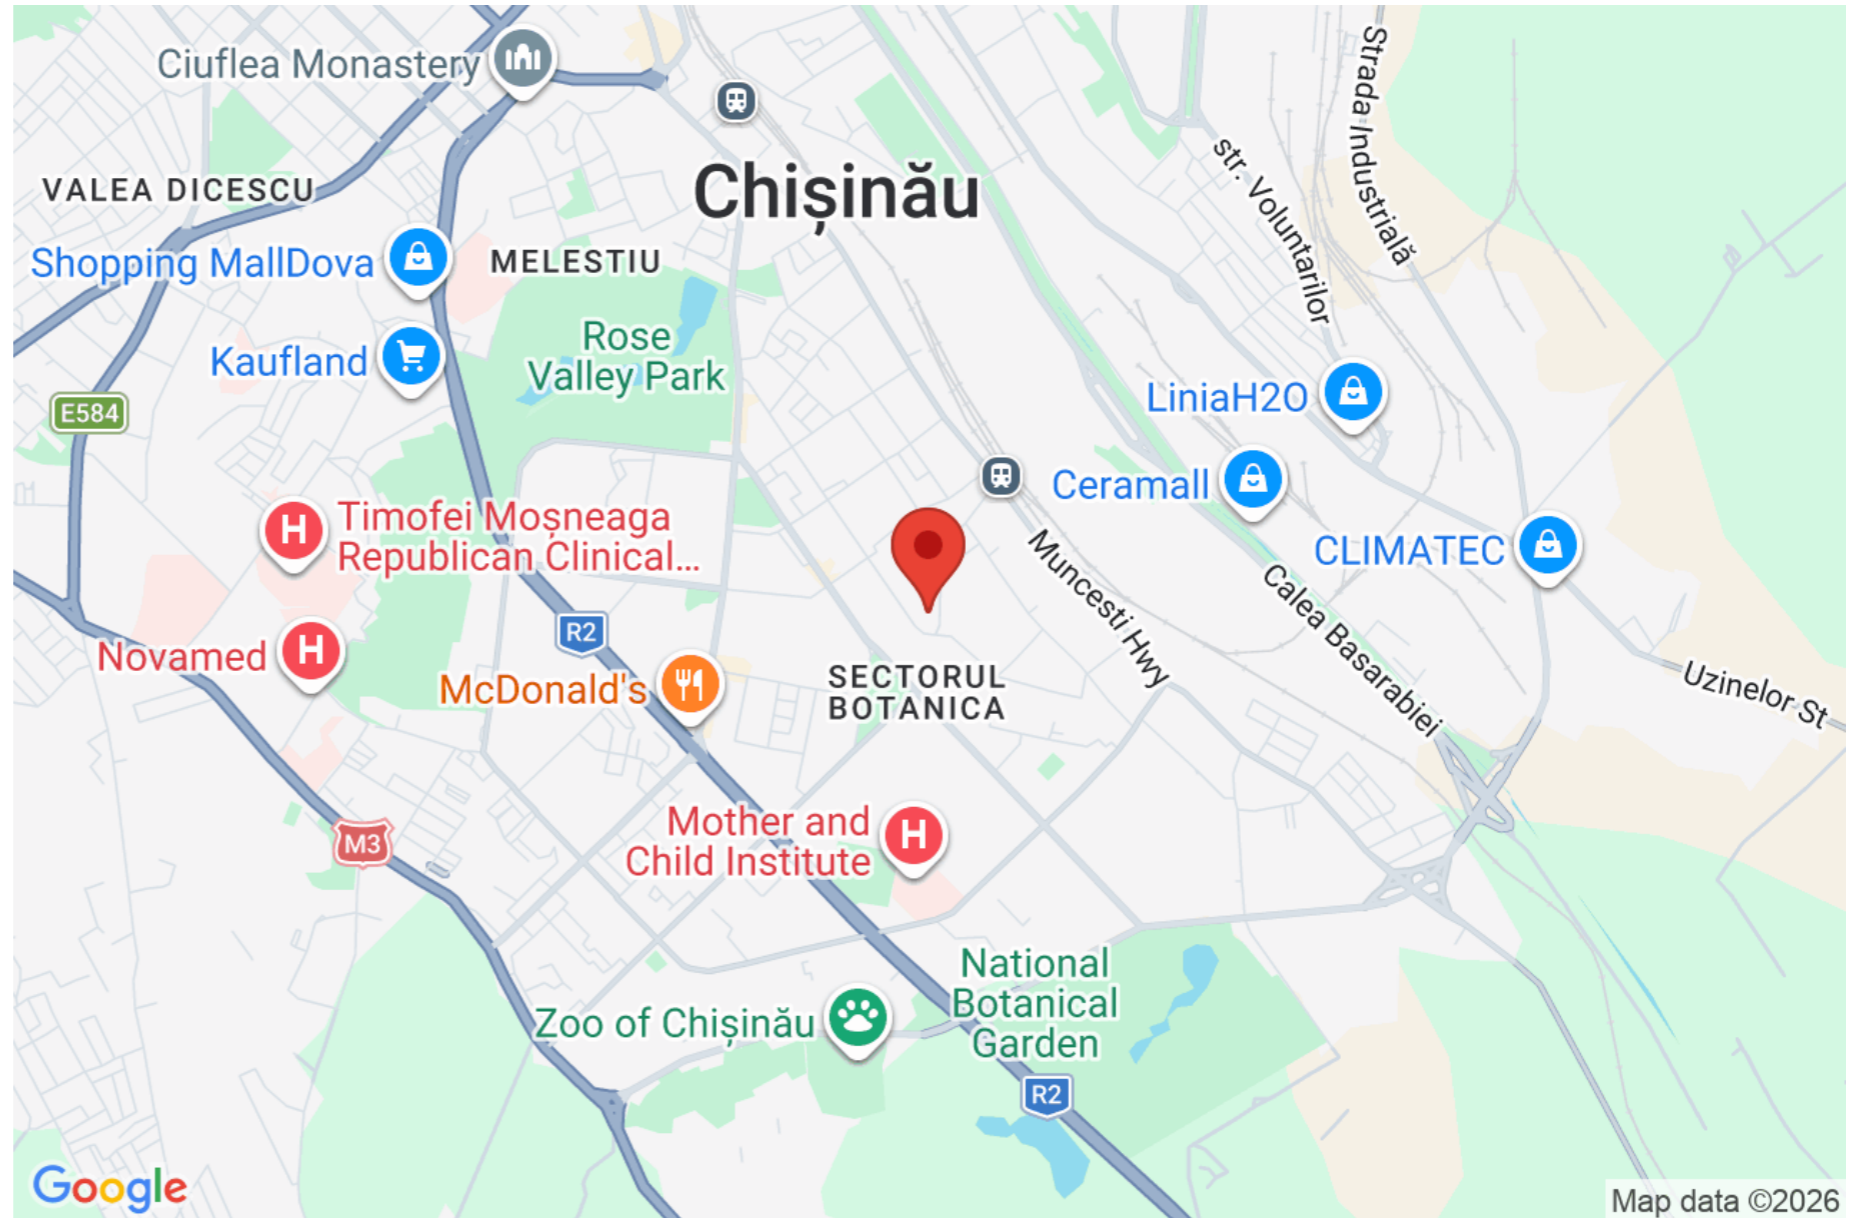 Ciuflea Monastery
Strada Industrială
str. Voluntarilor
Chișinău
VALEA DICESCU
Shopping MallDova
MELESTIU
Rose
Valley Park
Kaufland
E584
LiniaH2O
Ceramall
CLIMATEC
H
Timofei Moșneaga
Republican Clinical...
Muncesti Hwy
Calea Basarabiei
R2
Novamed
H
McDonald's
SECTORUL
BOTANICA
Uzinelor St
Mother and
Child Institute
H
M3
National
Botanical
Garden
Zoo of Chișinău
R2
Google
Map data ©2026